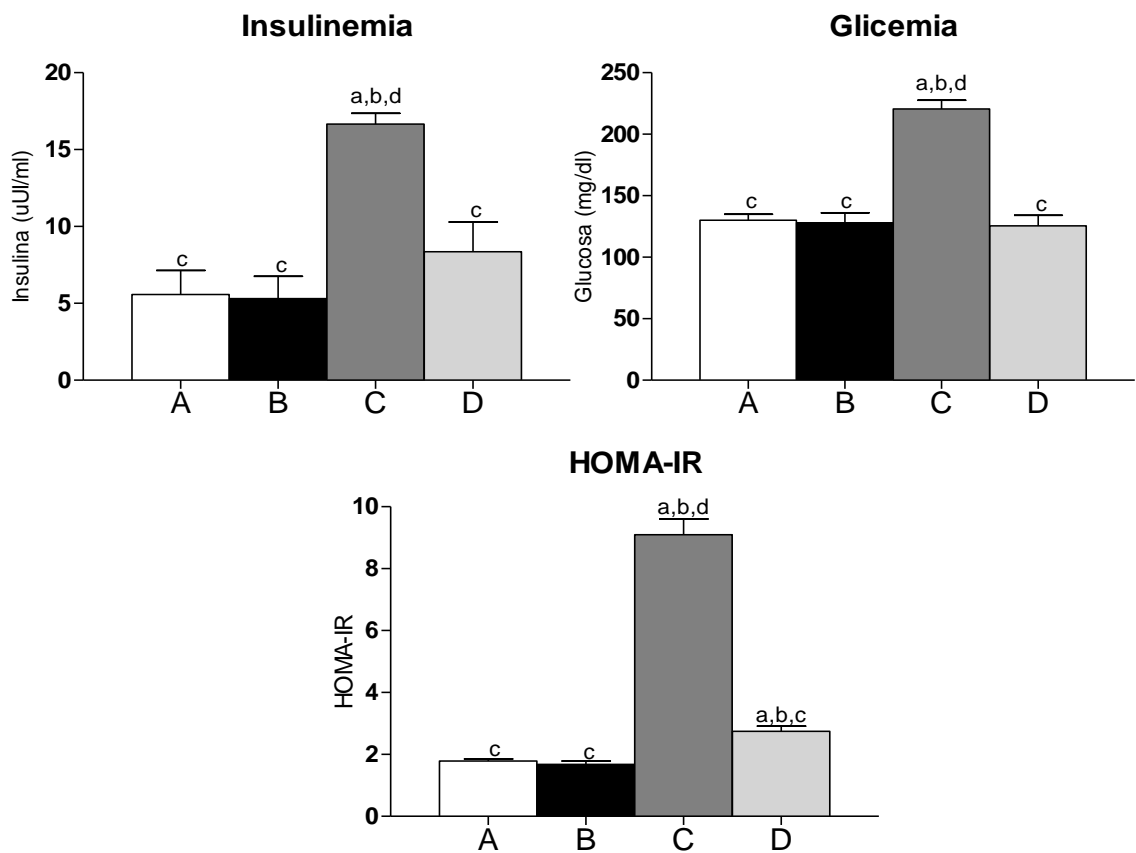 Insulinemia
Insulina (uUI/ml)
20
15
10
5
0
c
c
a,b,d
c
A B C D
Glicemia
Glucosa (mg/dl)
250
200
150
100
50
0
c
c
a,b,d
c
A B C D
HOMA-IR
HOMA-IR
10
8
6
4
2
0
c
c
a,b,d
a,b,c
A B C D